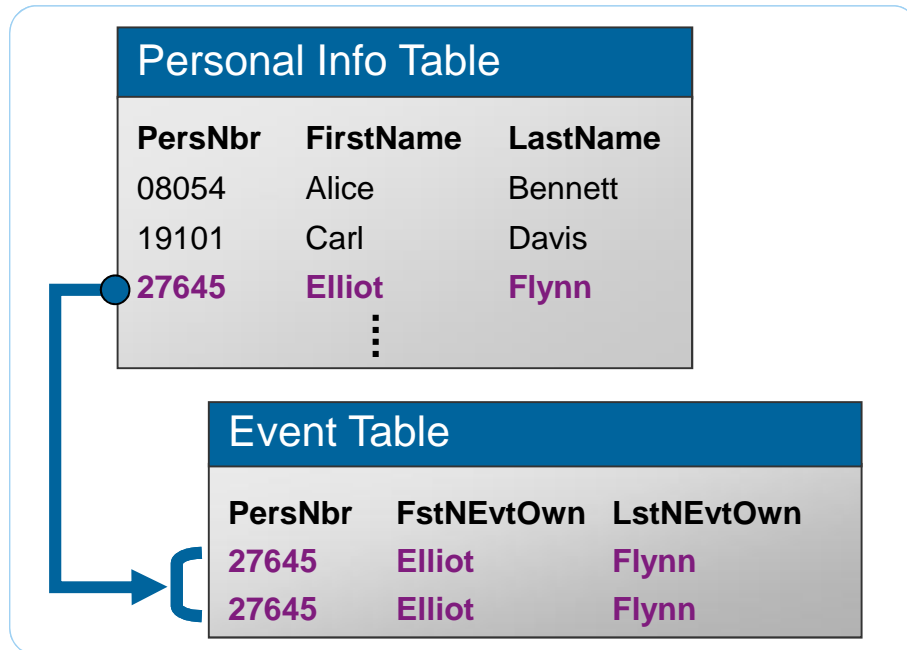 Personal Info Table
PersNbr FirstName LastName
08054 Alice Bennett
19101 Carl Davis
27645 Elliot Flynn
Event Table
PersNbr FstNEvtOwn LstNEvtOwn
27645 Elliot Flynn
27645 Elliot Flynn